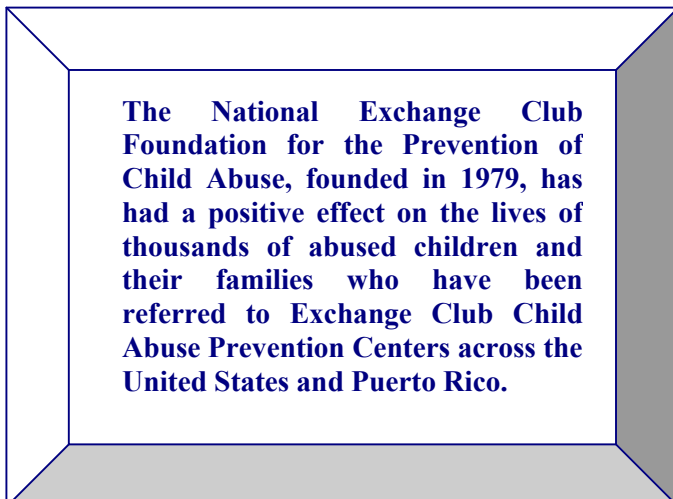 The National Exchange Club
Foundation for the Prevention of
Child Abuse, founded in 1979, has
had a positive effect on the lives of
thousands of abused children and
their families who have been
referred to Exchange Club Child
Abuse Prevention Centers across the
United States and Puerto Rico.